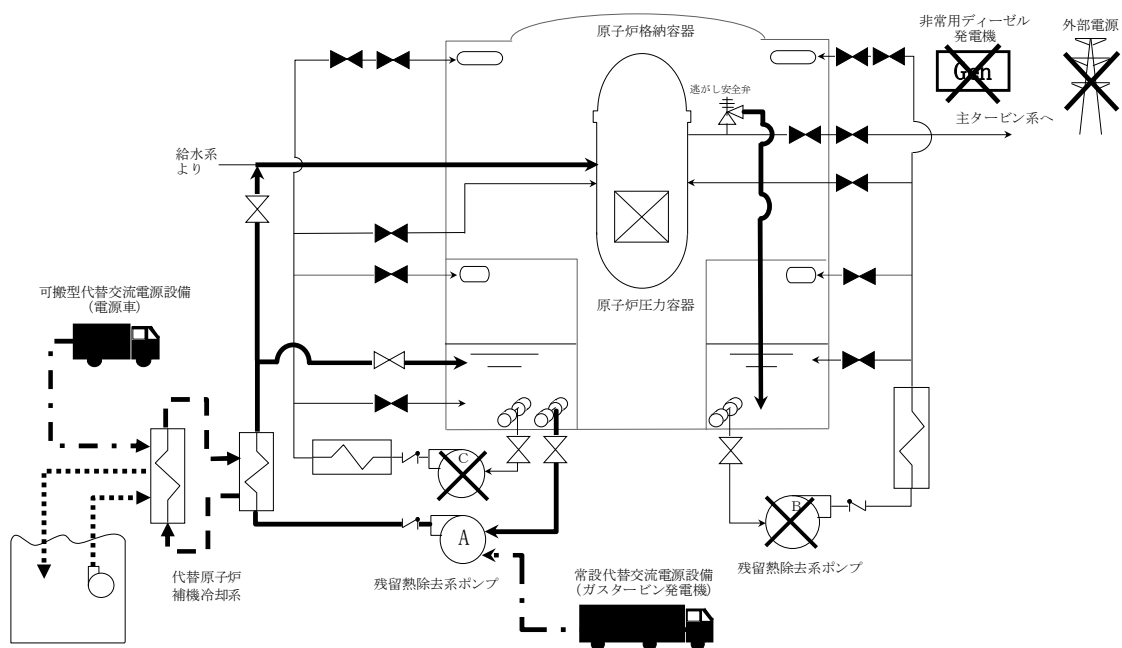 原子炉格納容器
非常用ディーゼル
発電機
外部電源
Gen
逃がし安全弁
主タービン系へ
給水系
より
原子炉圧力容器
可搬型代替交流電源設備
（電源車）
C
B
A
代替原子炉
補機冷却系
残留熱除去系ポンプ
残留熱除去系ポンプ
常設代替交流電源設備
（ガスタービン発電機）